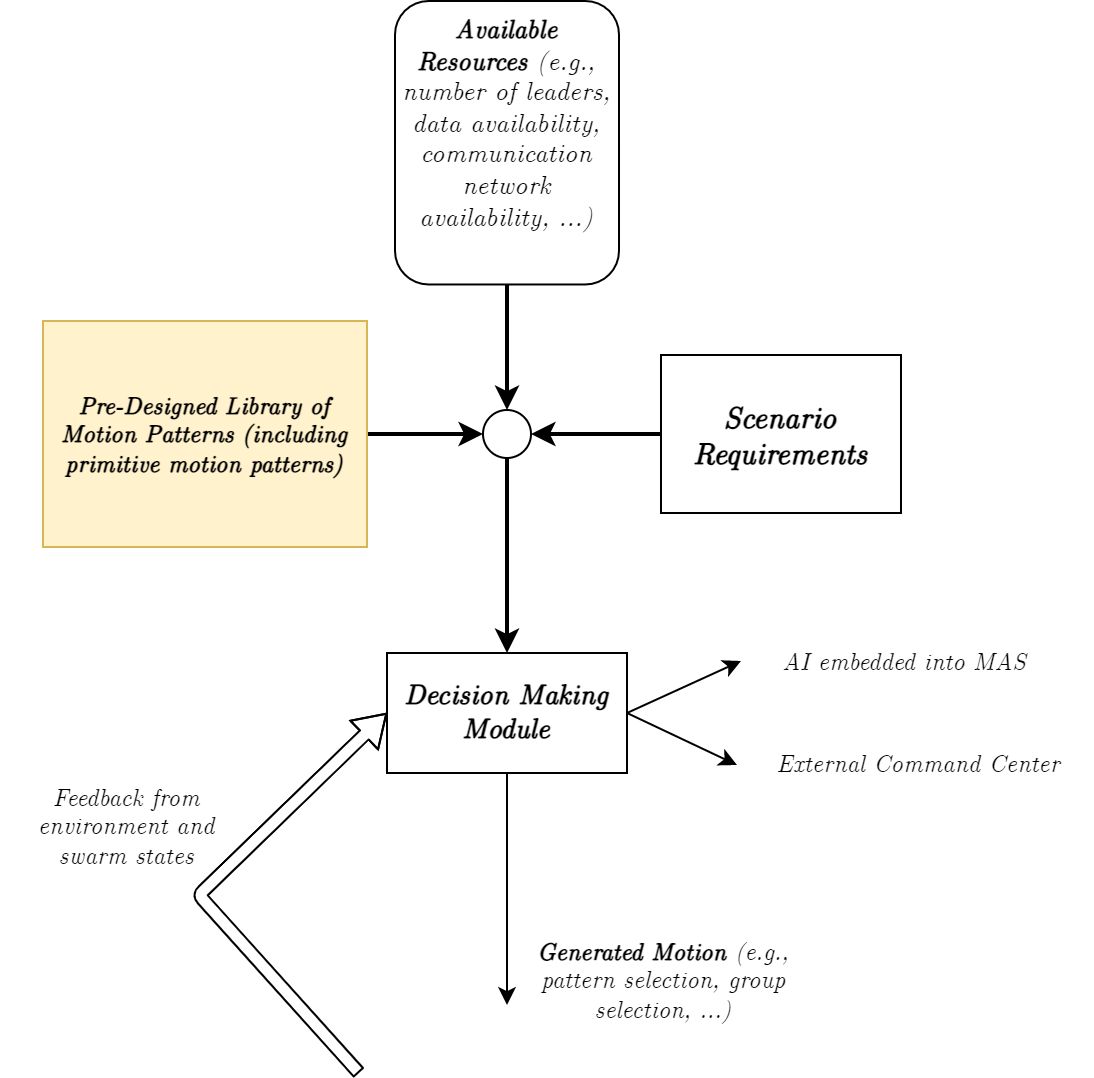 Available
Resources (e.g.,
number of leaders,
data availability,
communication
network
availability, ...)
Pre-Designed Library of
Motion Patterns (including
primitive motion patterns)
Scenario
Requirements
Decision Making
Module
AI embedded into MAS
External Command Center
Feedback from
environment and
swarm states
Generated Motion (e.g.,
pattern selection, group
selection, ...)